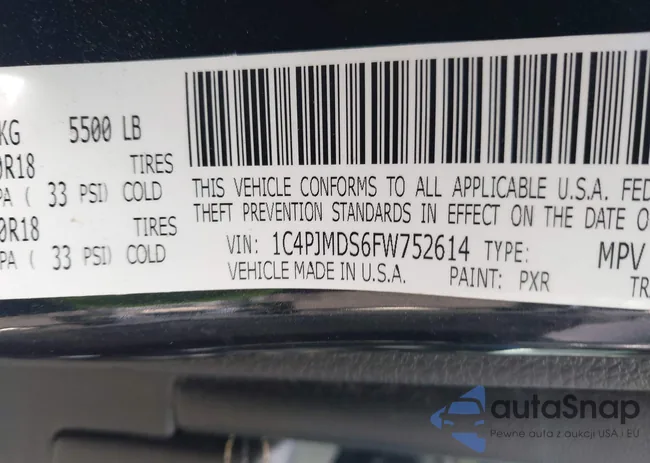 KG 5500 LB
0R18 TIRES
PA ( 33 PSI) COLD
0R18 TIRES
PA ( 33 PSI) COLD
THIS VEHICLE CONFORMS TO ALL APPLICABLE U.S.A. FED
THEFT PREVENTION STANDARDS IN EFFECT ON THE DATE O
VIN: 1C4PJMDS6FW752614 TYPE: MPV
VEHICLE MADE IN U.S.A. PAINT: PXR TR
autoSnap
Pewne auta z aukcji USA i EU